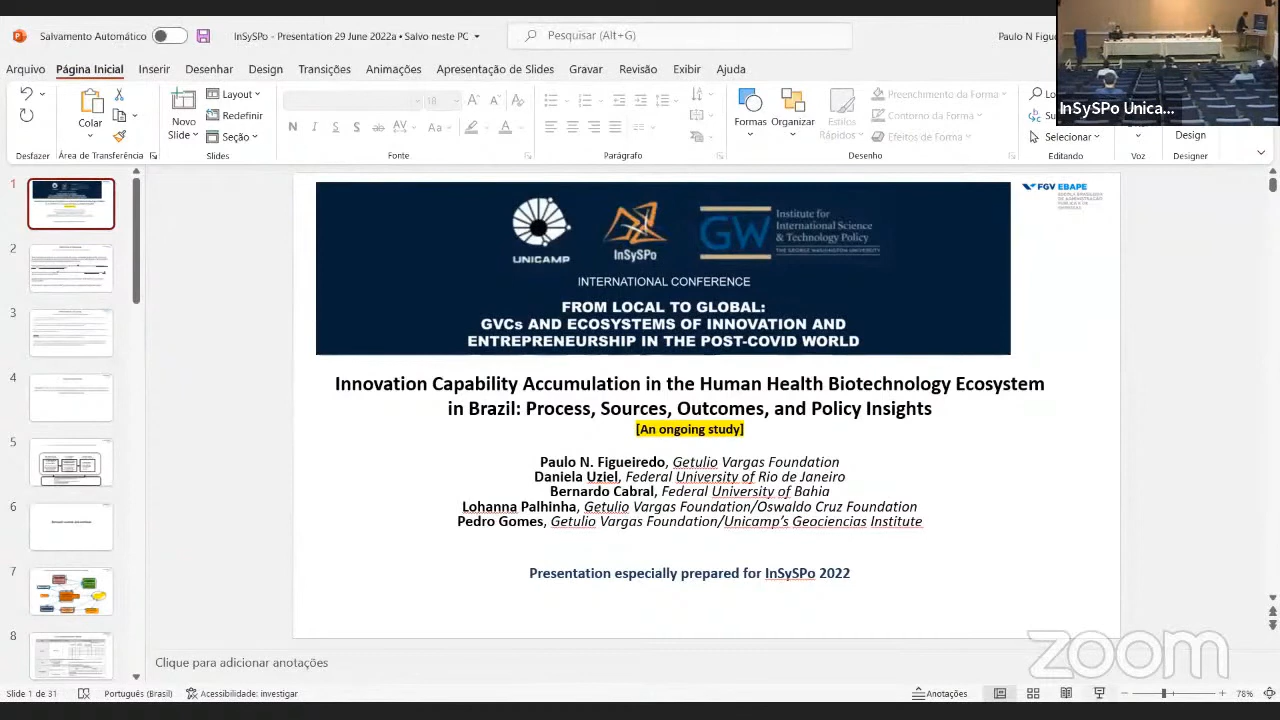 Salvamento Automático
InSySPo - Presentation 29 June 2022a • Salvo neste PC
Pesquisar (Alt+G)
Paulo N Figue
Arquivo
Página Inicial
Inserir
Desenhar
Design
Transições
Slides
Gravar
Revisão
Exibir
Ajuda
Colar
Novo
Slide
Layout
Redefinir
Seção
Formas
Organizar
Estilos
Rápidos
Preenchimento da Forma
Contorno da Forma
Efeitos de Forma
Selecionar
Design
Desfazer
Área de Transferência
Slides
Fonte
Parágrafo
Desenho
Editando
Voz
Designer
InSySPo Unica...
1
2
3
4
5
6
8
FGV EBAPE
UNICAMP
InSySPo
GW
Institute for
International Science
& Technology Policy
THE GEORGE WASHINGTON UNIVERSITY
INTERNATIONAL CONFERENCE
FROM LOCAL TO GLOBAL:
GVCs AND ECOSYSTEMS OF INNOVATION AND
ENTREPRENEURSHIP IN THE POST-COVID WORLD
Innovation Capability Accumulation in the Human Health Biotechnology Ecosystem
in Brazil: Process, Sources, Outcomes, and Policy Insights
[An ongoing study]
Paulo N. Figueiredo, Getulio Vargas Foundation
Daniela Uziel, Federal University of Rio de Janeiro
Bernardo Cabral, Federal University of Bahia
Lohanna Palhinha, Getulio Vargas Foundation/Oswaldo Cruz Foundation
Pedro Gomes, Getulio Vargas Foundation/Unicamp Geociencias Institute
Presentation especially prepared for InSySPo 2022
Clique para adicionar anotações
zoom
Slide 1 de 31
Português (Brasil)
Acessibilidade: investigar
Anotações
78%